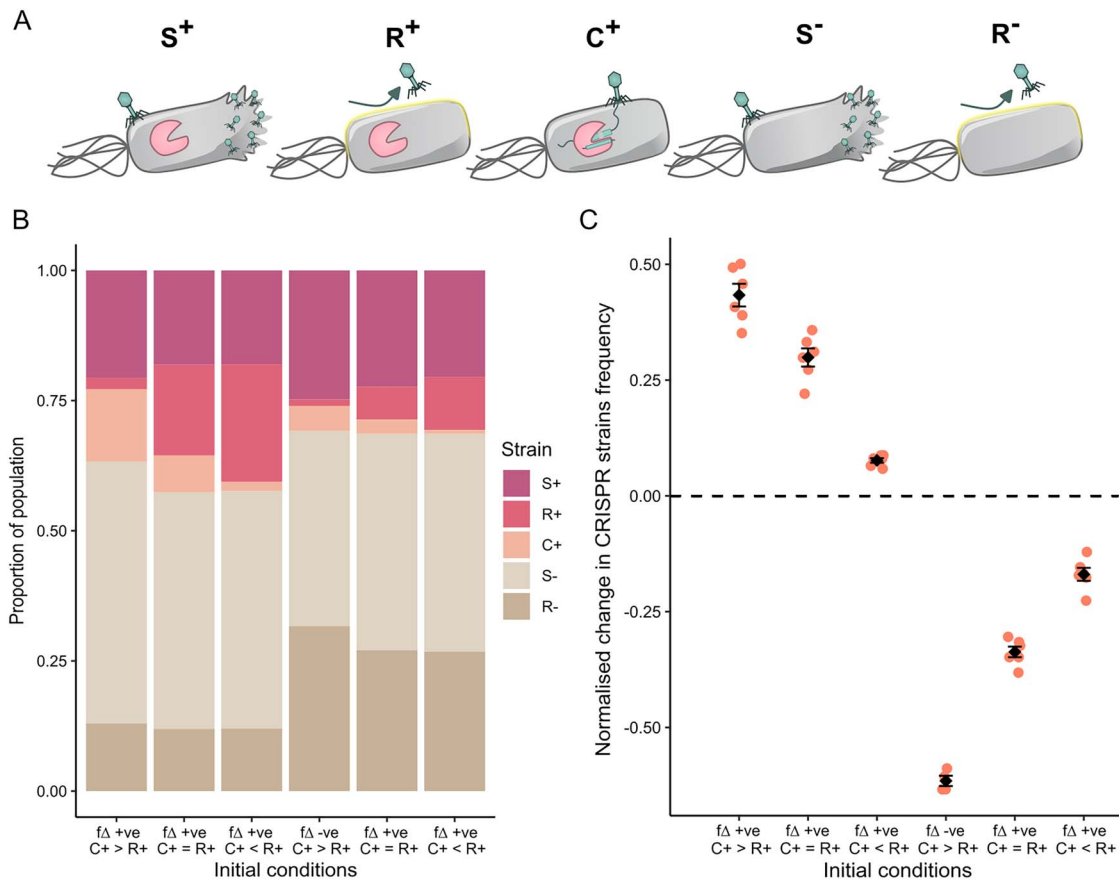 A
S+
R+
C+
S-
R-
B
Proportion of population
1.00
0.75
0.50
0.25
0.00
fΔ +ve
C+ > R+
fΔ +ve
C+ = R+
fΔ +ve
C+ < R+
fΔ -ve
C+ > R+
fΔ +ve
C+ = R+
fΔ +ve
C+ < R+
Initial conditions
Strain
S+
R+
C+
S-
R-
C
Normalised change in CRISPR strains frequency
0.50
0.25
0.00
-0.25
-0.50
fΔ +ve
C+ > R+
fΔ +ve
C+ = R+
fΔ +ve
C+ < R+
fΔ -ve
C+ > R+
fΔ +ve
C+ = R+
fΔ +ve
C+ < R+
Initial conditions